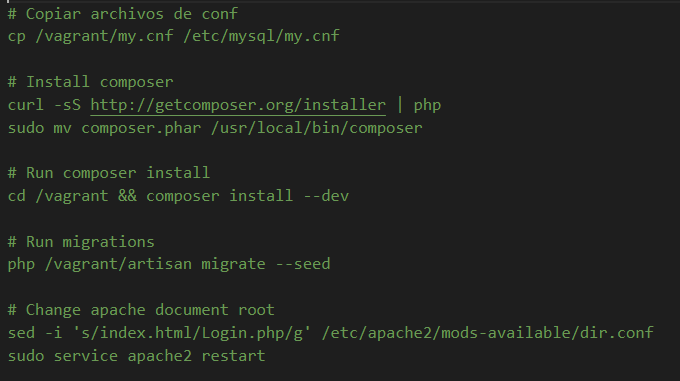 # Copiar archivos de conf
cp /vagrant/my.cnf /etc/mysql/my.cnf
# Install composer
curl -sS http://getcomposer.org/installer | php
sudo mv composer.phar /usr/local/bin/composer
# Run composer install
cd /vagrant && composer install --dev
# Run migrations
php /vagrant/artisan migrate --seed
# Change apache document root
sed -i 's/index.html/Login.php/g' /etc/apache2/mods-available/dir.conf
sudo service apache2 restart